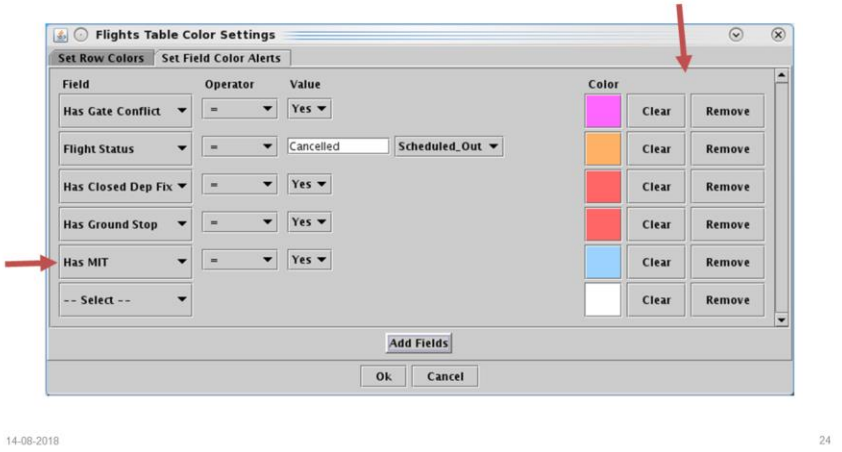 Flights Table Color Settings
Set Row Colors Set Field Color Alerts
Field Operator Value Color
Has Gate Conflict = Yes Clear Remove
Flight Status = Cancelled Scheduled_Out Clear Remove
Has Closed Dep Fix = Yes Clear Remove
Has Ground Stop = Yes Clear Remove
Has MIT = Yes Clear Remove
-- Select -- Clear Remove
Add Fields
Ok Cancel
14-08-2018 24